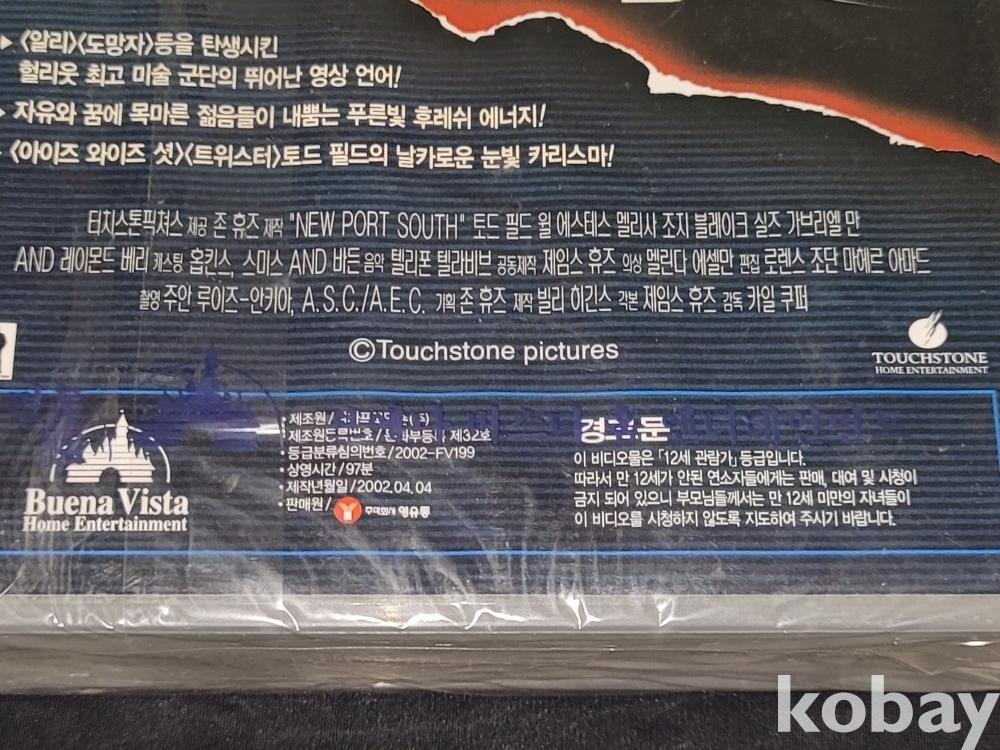 ▶ <알리><도망자>등을 탄생시킨
헐리웃 최고 미술 군단의 뛰어난 영상 언어!
자유와 꿈에 목마른 젊음들이 내뿜는 푸른빛 후레쉬 에너지!
<아이즈 와이즈 셧><트위스터>토드 필드의 날카로운 눈빛 카리스마!
터치스톤픽쳐스 제공 존 휴즈 제작 "NEW PORT SOUTH" 토드 필드 윌 에스테스 멜리사 조지 블레이크 실즈 가브리엘 만
AND 레이몬드 베리 캐스팅 홉킨스, 스미스 AND 바든 음악 텔리폰 텔라비브 공동제작 제임스 휴즈 의상 멜린다 에셀만 편집 로렌스 조단 마헤르 아마드
촬영 주안 루이즈-안키아, A.S.C./A.E.C. 기획 존 휴즈 제작 빌리 히긴스 각본 제임스 휴즈 감독 카일 쿠퍼
©Touchstone pictures
TOUCHSTONE
HOME ENTERTAINMENT
Buena Vista
Home Entertainment
• 제조원/
• 제조원등록번호/ 제32호
• 등급분류심의번호/2002-FV199
• 상영시간/97분
• 제작년월일/2002.04.04
• 판매원/ 주식회사 영유통
경고문
이 비디오물은 「12세 관람가」 등급입니다.
따라서 만 12세가 안된 연소자들에게는 판매, 대여 및 시청이
금지 되어 있으니 부모님들께서는 만 12세 미만의 자녀들이
이 비디오를 시청하지 않도록 지도하여 주시기 바랍니다.
kobay